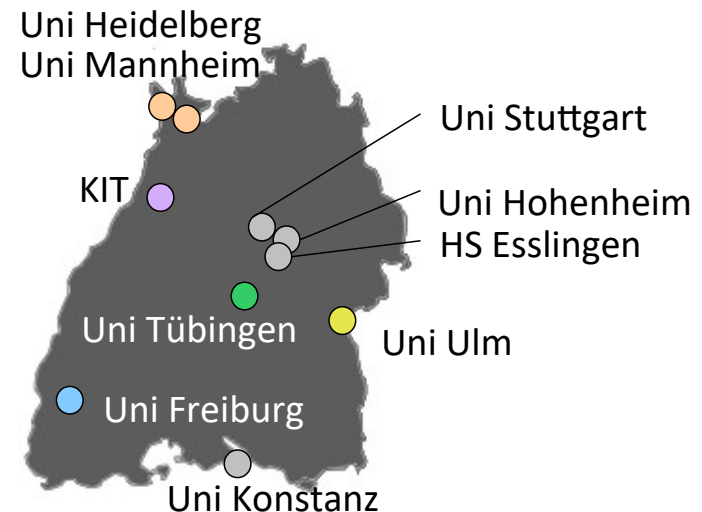 Uni Heidelberg
Uni Mannheim
Uni Stuttgart
KIT
Uni Hohenheim
HS Esslingen
Uni Tübingen
Uni Ulm
Uni Freiburg
Uni Konstanz